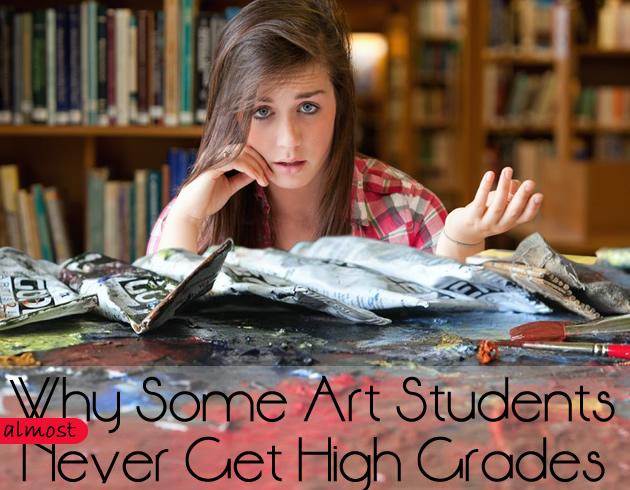 Why Some Art Students
almost
Never Get High Grades